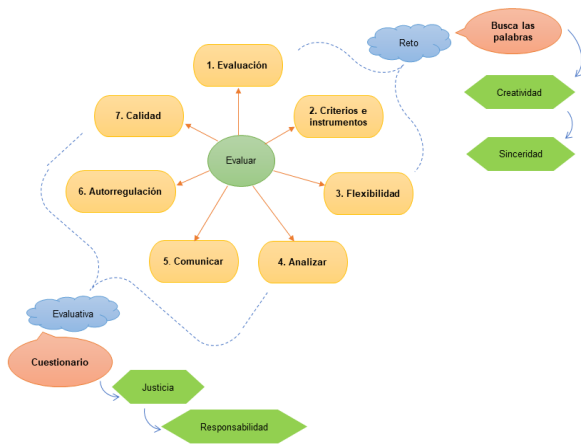 Busca las
palabras
Reto
1. Evaluación
Creatividad
2. Criterios e
instrumentos
7. Calidad
Sinceridad
Evaluar
6. Autorregulación
3. Flexibilidad
5. Comunicar
4. Analizar
Evaluativa
Cuestionario
Justicia
Responsabilidad